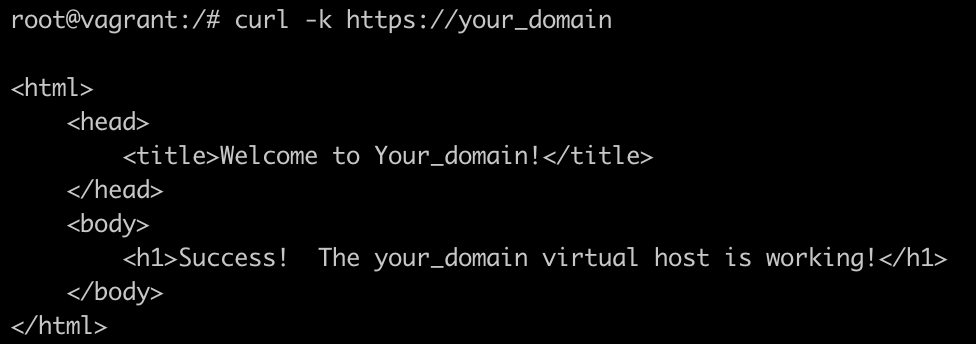 root@vagrant:/# curl -k https://your_domain

<html>
    <head>
        <title>Welcome to Your_domain!</title>
    </head>
    <body>
        <h1>Success!  The your_domain virtual host is working!</h1>
    </body>
</html>